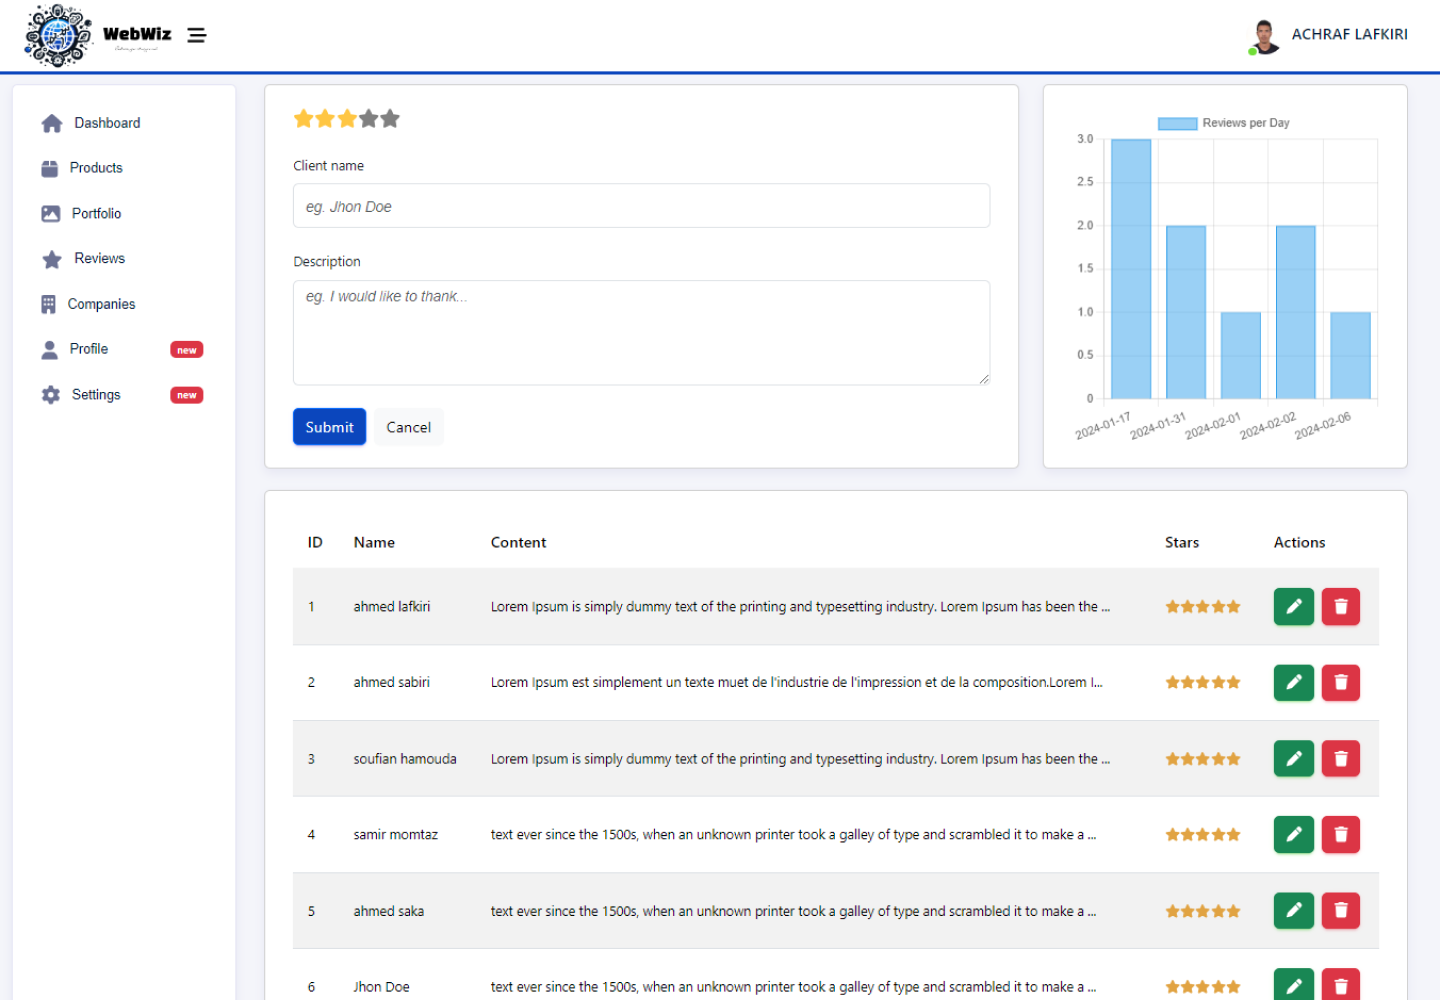 WebWiz
ACHRAF LAFKIRI
Dashboard
Products
Portfolio
Reviews
Companies
Profile new
Settings new
Client name
eg. Jhon Doe
Description
eg. I would like to thank...
Submit Cancel
Reviews per Day
3.0
2.5
2.0
1.5
1.0
0.5
0
2024-01-17 2024-01-31 2024-02-01 2024-02-02 2024-02-06
ID Name Content Stars Actions
1 ahmed lafkiri Lorem Ipsum is simply dummy text of the printing and typesetting industry. Lorem Ipsum has been the ...
2 ahmed sabiri Lorem Ipsum est simplement un texte muet de l'industrie de l'impression et de la composition.Lorem I...
3 soufian hamouda Lorem Ipsum is simply dummy text of the printing and typesetting industry. Lorem Ipsum has been the ...
4 samir momtaz text ever since the 1500s, when an unknown printer took a galley of type and scrambled it to make a ...
5 ahmed saka text ever since the 1500s, when an unknown printer took a galley of type and scrambled it to make a ...
6 Jhon Doe text ever since the 1500s, when an unknown printer took a galley of type and scrambled it to make a ...